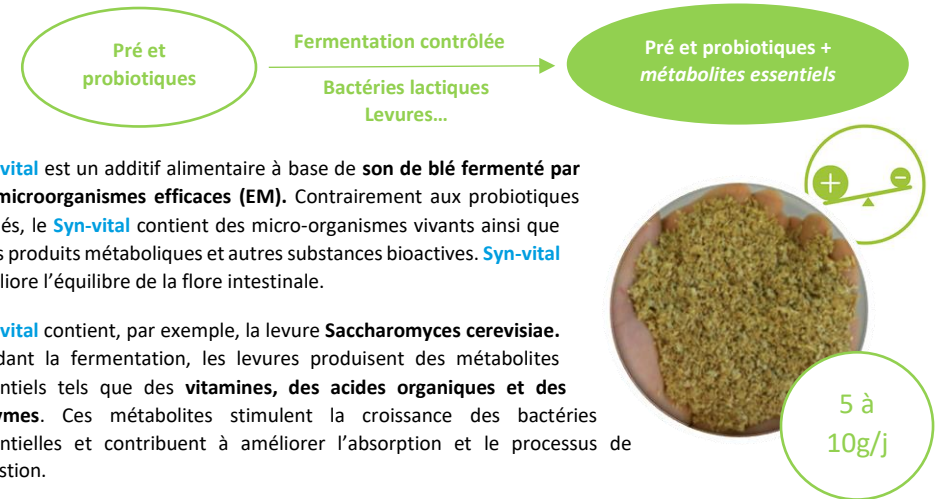 Pré et
probiotiques
Fermentation contrôlée
Bactéries lactiques
Levures…
Pré et probiotiques +
métabolites essentiels
vital est un additif alimentaire à base de son de blé fermenté par
microorganismes efficaces (EM). Contrairement aux probiotiques
és, le Syn-vital contient des micro-organismes vivants ainsi que
s produits métaboliques et autres substances bioactives. Syn-vital
liore l’équilibre de la flore intestinale.
vital contient, par exemple, la levure Saccharomyces cerevisiae.
dant la fermentation, les levures produisent des métabolites
ntiels tels que des vitamines, des acides organiques et des
ymes. Ces métabolites stimulent la croissance des bactéries
ntielles et contribuent à améliorer l’absorption et le processus de
stion.
+
-
5 à
10g/j